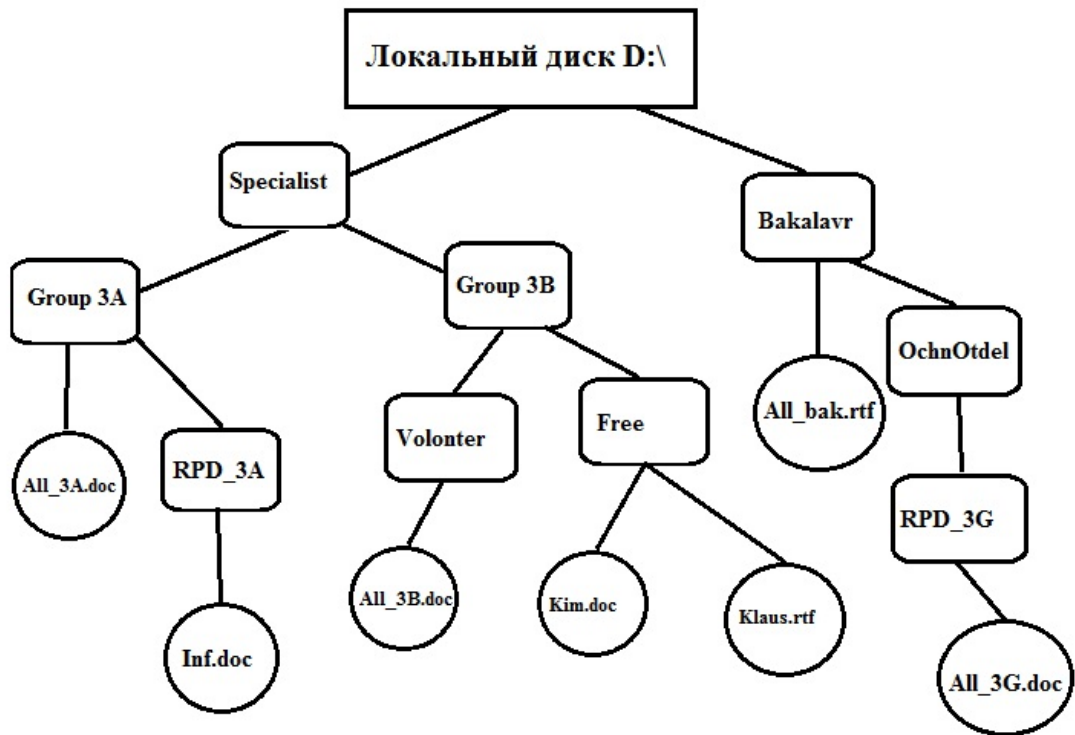 Локальный диск D:\
Specialist
Bakalavr
Group 3A
Group 3B
OchnOtdel
All_bak.rtf
Volonter
Free
All_3A.doc
RPD_3A
RPD_3G
All_3B.doc
Kim.doc
Klaus.rtf
Inf.doc
All_3G.doc